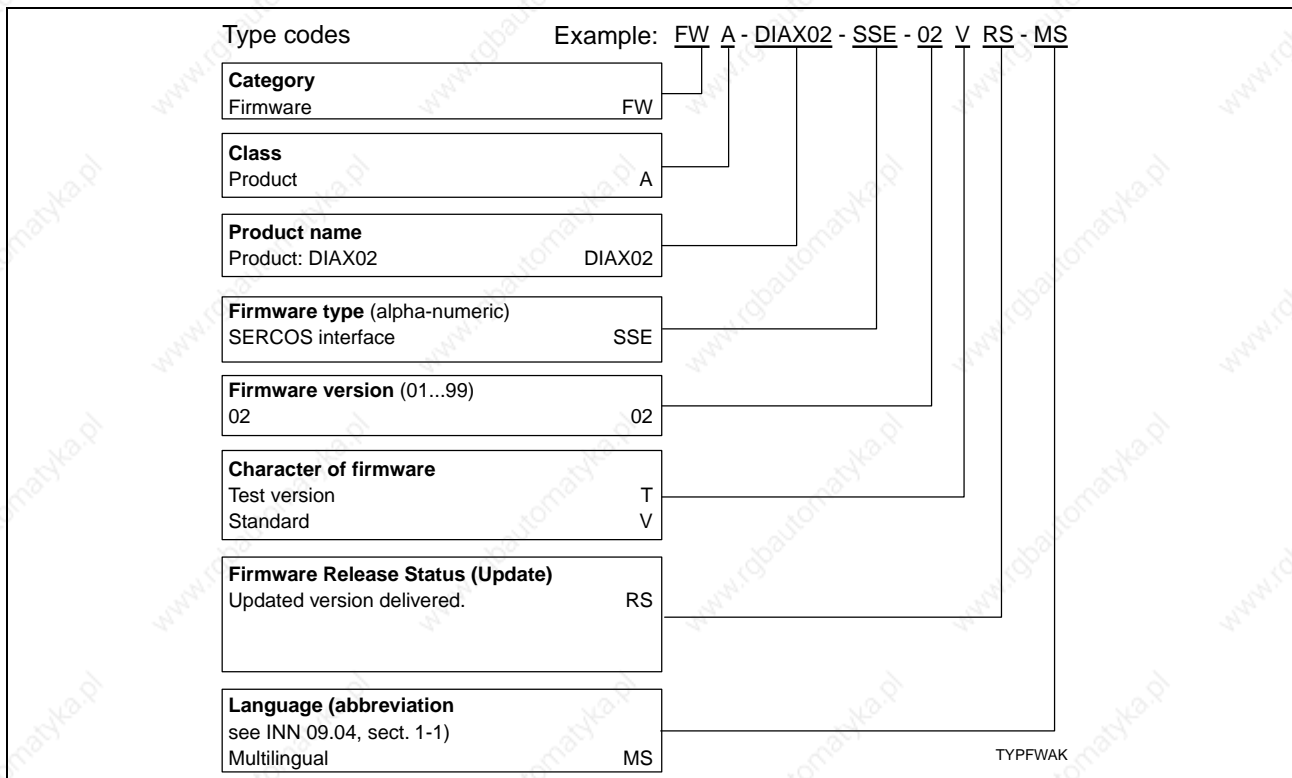 Type codes Example: FW A - DIAX02 - SSE - 02 V RS - MS
Category
Firmware FW
Class
Product A
Product name
Product: DIAX02 DIAX02
Firmware type (alpha-numeric)
SERCOS interface SSE
Firmware version (01...99)
02 02
Character of firmware
Test version T
Standard V
Firmware Release Status (Update)
Updated version delivered. RS
Language (abbreviation
see INN 09.04, sect. 1-1)
Multilingual MS
TYPFWAK
www.rgbautomatyka.pl